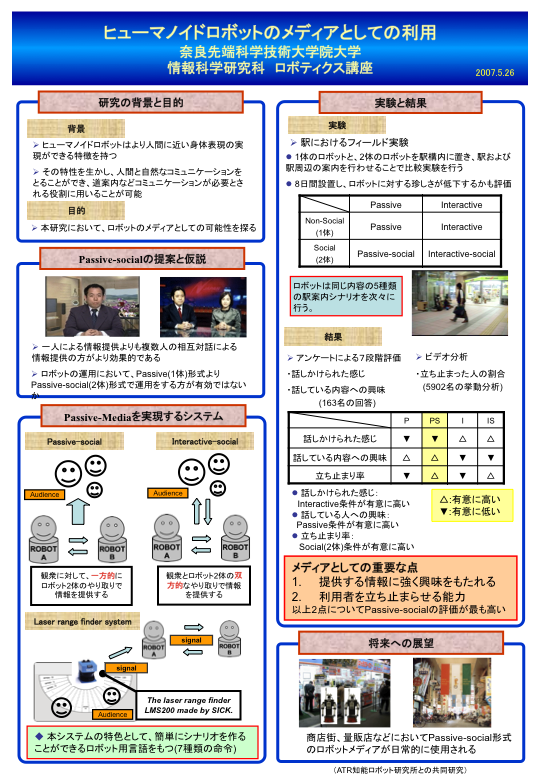 ヒューマノイドロボットのメディアとしての利用
奈良先端科学技術大学院大学
情報科学研究科　ロボティクス講座
2007.5.26
研究の背景と目的
背景
➢ ヒューマノイドロボットはより人間に近い身体表現の実
現ができる特徴を持つ
➢ その特性を生かし、人間と自然なコミュニケーションを
とることができ、道案内などコミュニケーションが必要とさ
れる役割に用いることが可能
目的
➢ 本研究において、ロボットのメディアとしての可能性を探る
Passive-socialの提案と仮説
➢ 一人による情報提供よりも複数人の相互対話による
情報提供の方がより効果的である
➢ ロボットの運用において、Passive(1体)形式より
Passive-social(2体)形式で運用をする方が有効ではない
か
Passive-Mediaを実現するシステム
Passive-social
Interactive-social
Audience
Audience
ROBOT A
ROBOT B
ROBOT A
ROBOT B
観衆に対して、一方的に
ロボット2体のやり取りで
情報を提供する
観衆とロボット2体の双
方的なやり取りで情報
を提供する
Laser range finder system
ROBOT A
signal
ROBOT B
signal
Audience
The laser range finder
LMS200 made by SICK.
◆ 本システムの特色として、簡単にシナリオを作る
ことができるロボット用言語をもつ(7種類の命令)
実験と結果
実験
➢ 駅におけるフィールド実験
● 1体のロボットと、2体のロボットを駅構内に置き、駅および
駅周辺の案内を行わせることで比較実験を行う
● 8日間設置し、ロボットに対する珍しさが低下するかも評価
Passive Interactive
Non-Social (1体) Passive Interactive
Social (2体) Passive-social Interactive-social
ロボットは同じ内容の5種類
の駅案内シナリオを次々に
行う。
結果
➢ アンケートによる7段階評価
・話しかけられた感じ
・話している内容への興味
(163名の回答)
➢ ビデオ分析
・立ち止まった人の割合
(5902名の挙動分析)
P PS I IS
話しかけられた感じ ▼ ▼ △ △
話している内容への興味 △ △ ▼ ▼
立ち止まり率 ▼ △ ▼ △
● 話しかけられた感じ:
Interactive条件が有意に高い
● 話している人への興味:
Passive条件が有意に高い
● 立ち止まり率:
Social(2体)条件が有意に高い
△:有意に高い
▼:有意に低い
メディアとしての重要な点
1. 提供する情報に強く興味をもたれる
2. 利用者を立ち止まらせる能力
以上2点についてPassive-socialの評価が最も高い
将来への展望
商店街、量販店などにおいてPassive-social形式
のロボットメディアが日常的に使用される
(ATR知能ロボット研究所との共同研究)